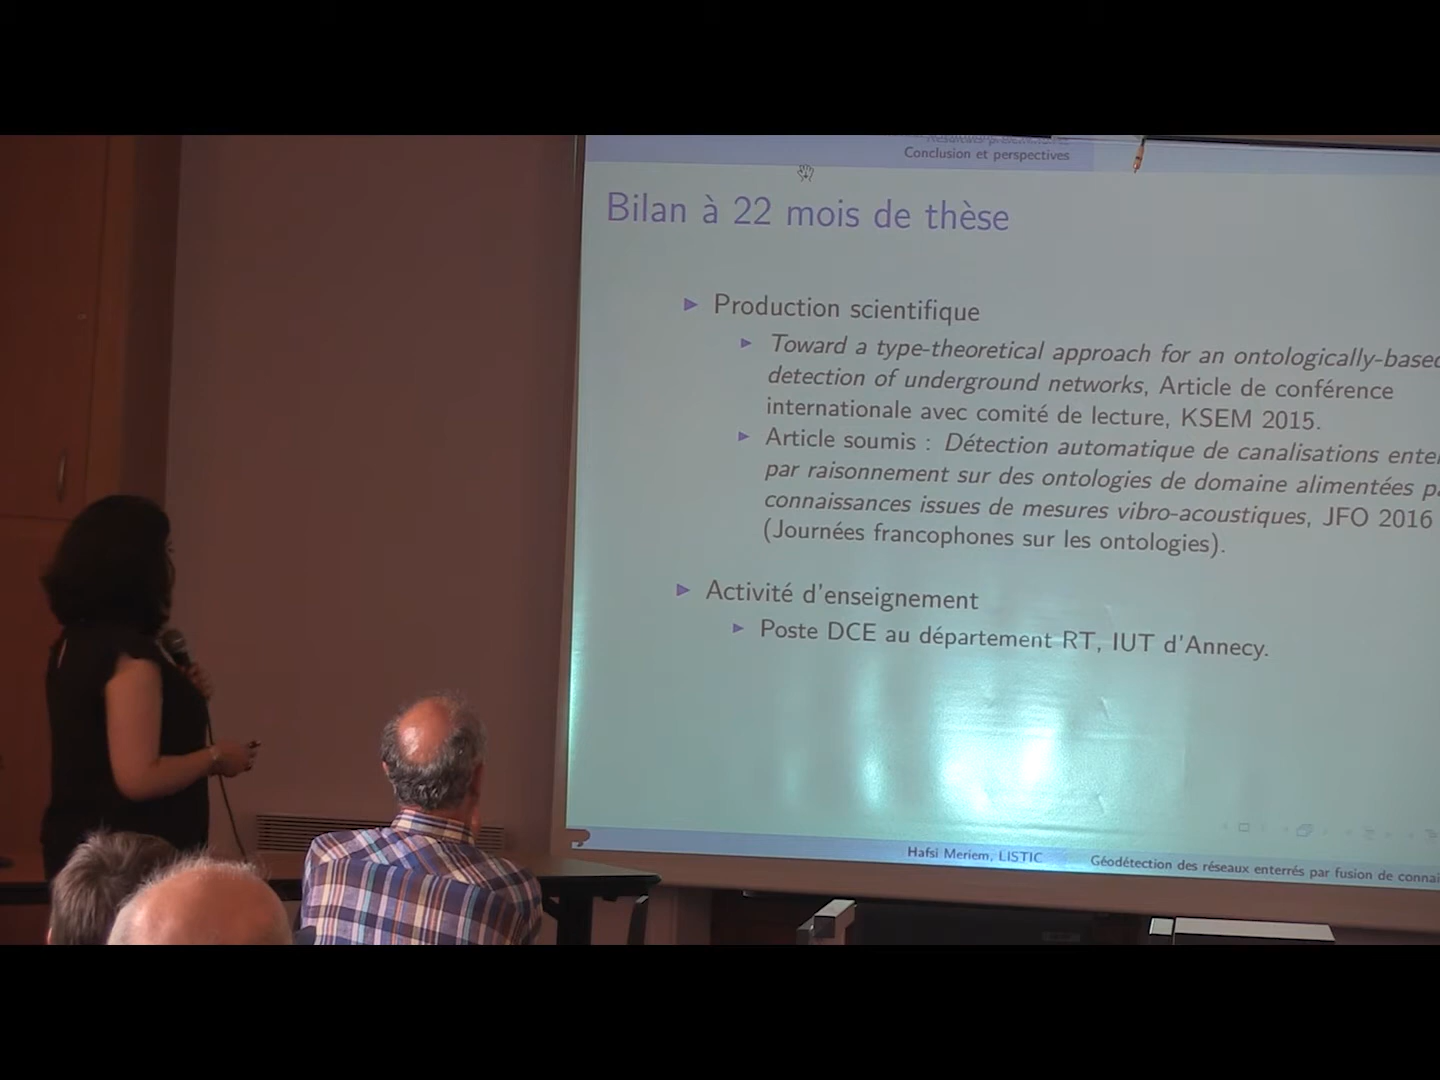 Résultats préliminaires
Conclusion et perspectives
Bilan à 22 mois de thèse
Production scientifique
Toward a type-theoretical approach for an ontologically-based
detection of underground networks, Article de conférence
internationale avec comité de lecture, KSEM 2015.
Article soumis : Détection automatique de canalisations
par raisonnement sur des ontologies de domaine alimentées
connaissances issues de mesures vibro-acoustiques, JFO 2016
(Journées francophones sur les ontologies).
Activité d'enseignement
Poste DCE au département RT, IUT d'Annecy.
Hafsi Meriem, LISTIC
Géodétection des réseaux enterrés par fusion de